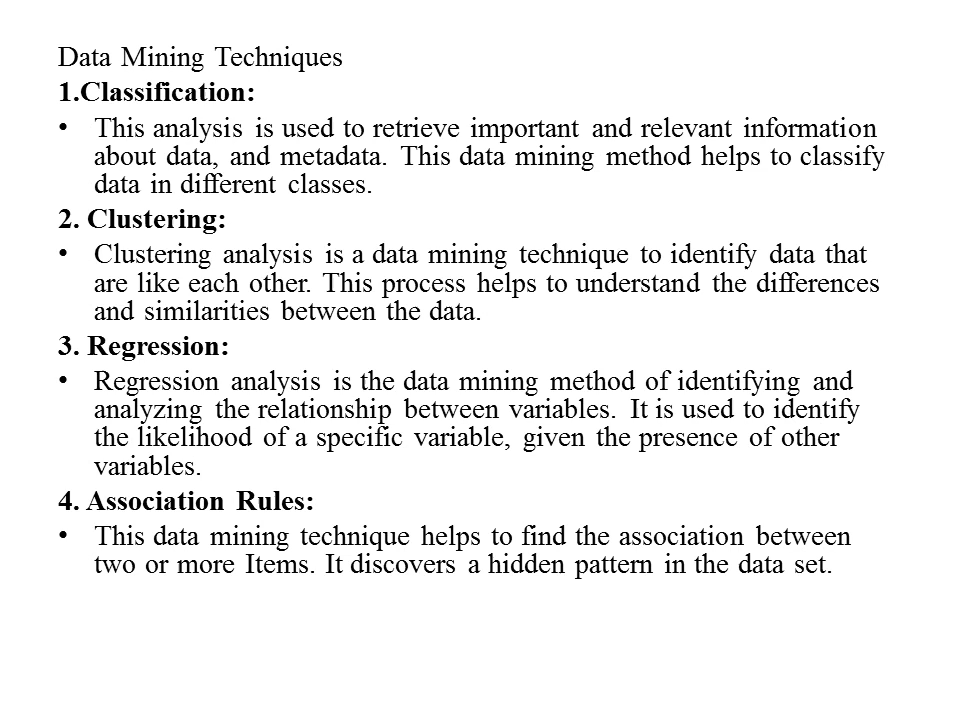 Data Mining Techniques
1.Classification:
• This analysis is used to retrieve important and relevant information
about data, and metadata. This data mining method helps to classify
data in different classes.
2. Clustering:
• Clustering analysis is a data mining technique to identify data that
are like each other. This process helps to understand the differences
and similarities between the data.
3. Regression:
• Regression analysis is the data mining method of identifying and
analyzing the relationship between variables. It is used to identify
the likelihood of a specific variable, given the presence of other
variables.
4. Association Rules:
• This data mining technique helps to find the association between
two or more Items. It discovers a hidden pattern in the data set.